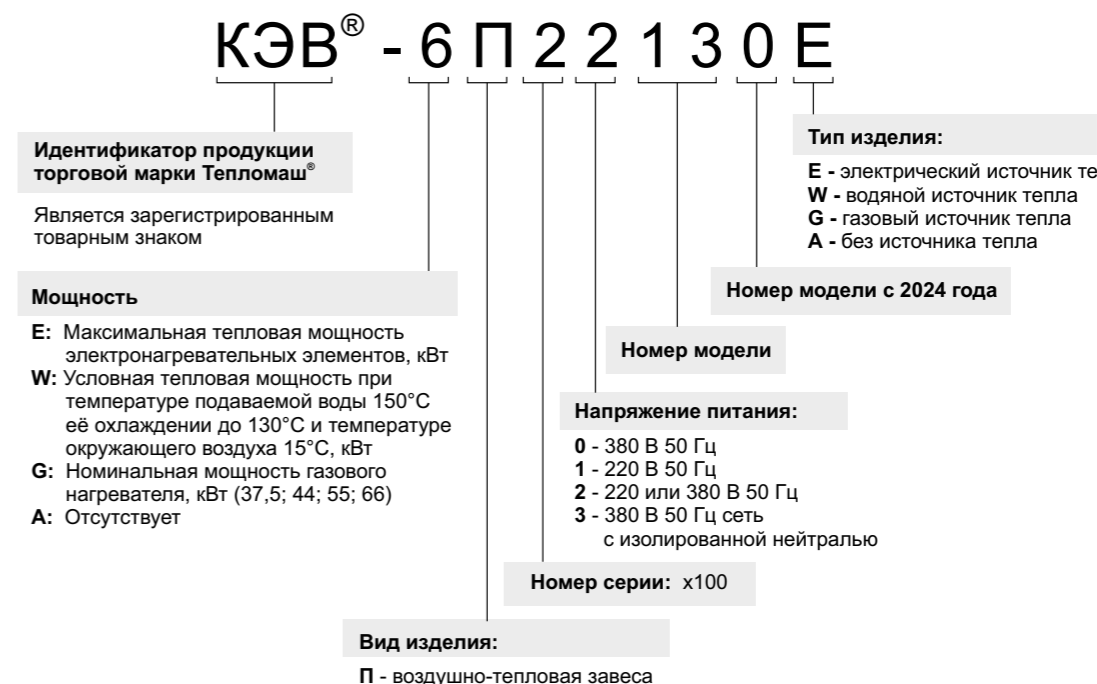 КЭВ® - 6 П 2 2 1 3 0 Е
Идентификатор продукции
торговой марки Тепломаш®
Является зарегистрированным
товарным знаком
Мощность
E: Максимальная тепловая мощность
электронагревательных элементов, кВт
W: Условная тепловая мощность при
температуре подаваемой воды 150°С
её охлаждении до 130°С и температуре
окружающего воздуха 15°С, кВт
G: Номинальная мощность газового
нагревателя, кВт (37,5; 44; 55; 66)
A: Отсутствует
Тип изделия:
E - электрический источник те
W - водяной источник тепла
G - газовый источник тепла
A - без источника тепла
Номер модели с 2024 года
Номер модели
Напряжение питания:
0 - 380 В 50 Гц
1 - 220 В 50 Гц
2 - 220 или 380 В 50 Гц
3 - 380 В 50 Гц сеть
с изолированной нейтралью
Номер серии: х100
Вид изделия:
П - воздушно-тепловая завеса